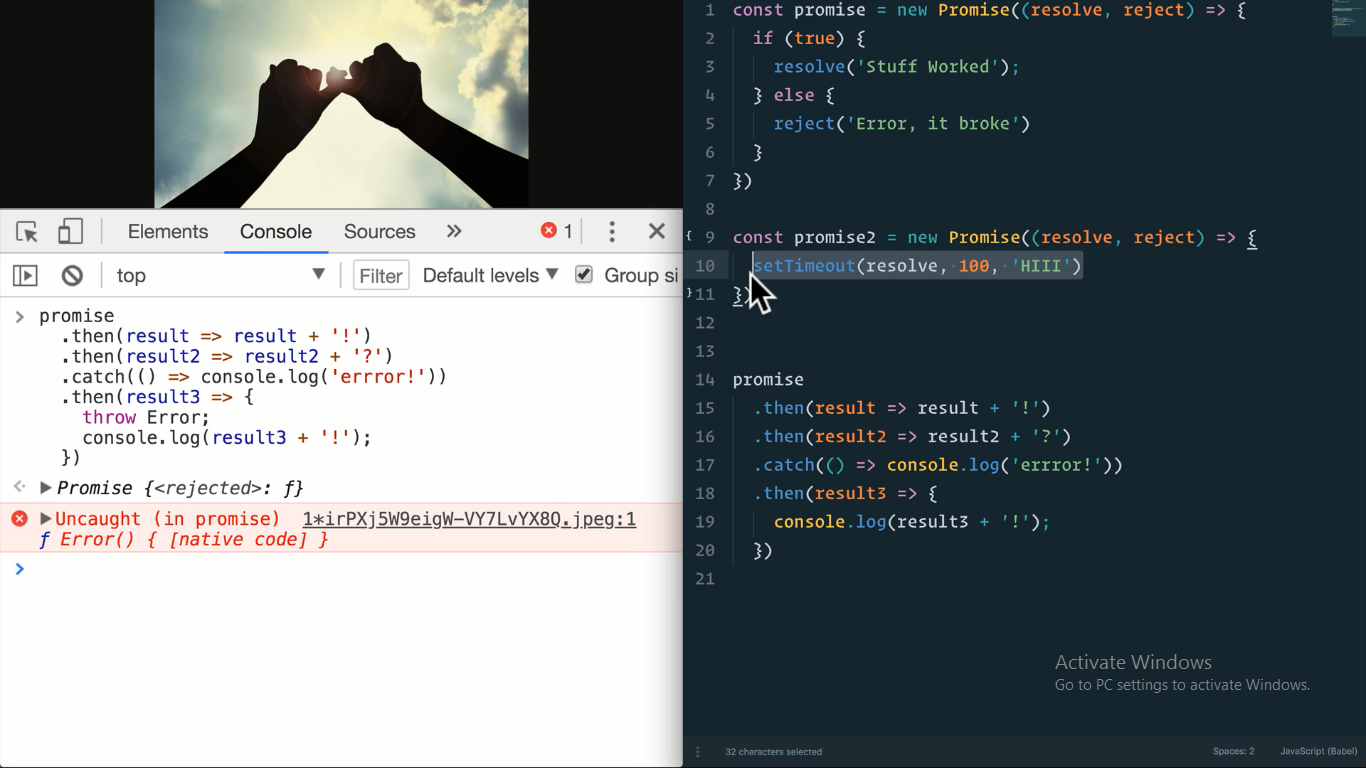 Elements Console Sources » 1
top Filter Default levels Group si
promise
.then(result => result + '!')
.then(result2 => result2 + '?')
.catch(() => console.log('errror!'))
.then(result3 => {
throw Error;
console.log(result3 + '!');
})
Promise {<rejected>: ƒ}
Uncaught (in promise) 1*irPXj5W9eigW–VY7LvYX8Q.jpeg:1
ƒ Error() { [native code] }
1 const promise = new Promise((resolve, reject) => {
2 if (true) {
3 resolve('Stuff Worked');
4 } else {
5 reject('Error, it broke')
6 }
7 })
8
{ 9 const promise2 = new Promise((resolve, reject) => {
10 setTimeout(resolve, 100, 'HIII')
} 11 })
12
13
14 promise
15 .then(result => result + '!')
16 .then(result2 => result2 + '?')
17 .catch(() => console.log('errror!'))
18 .then(result3 => {
19 console.log(result3 + '!');
20 })
21
Activate Windows
Go to PC settings to activate Windows.
32 characters selected Spaces: 2 JavaScript (Babel)